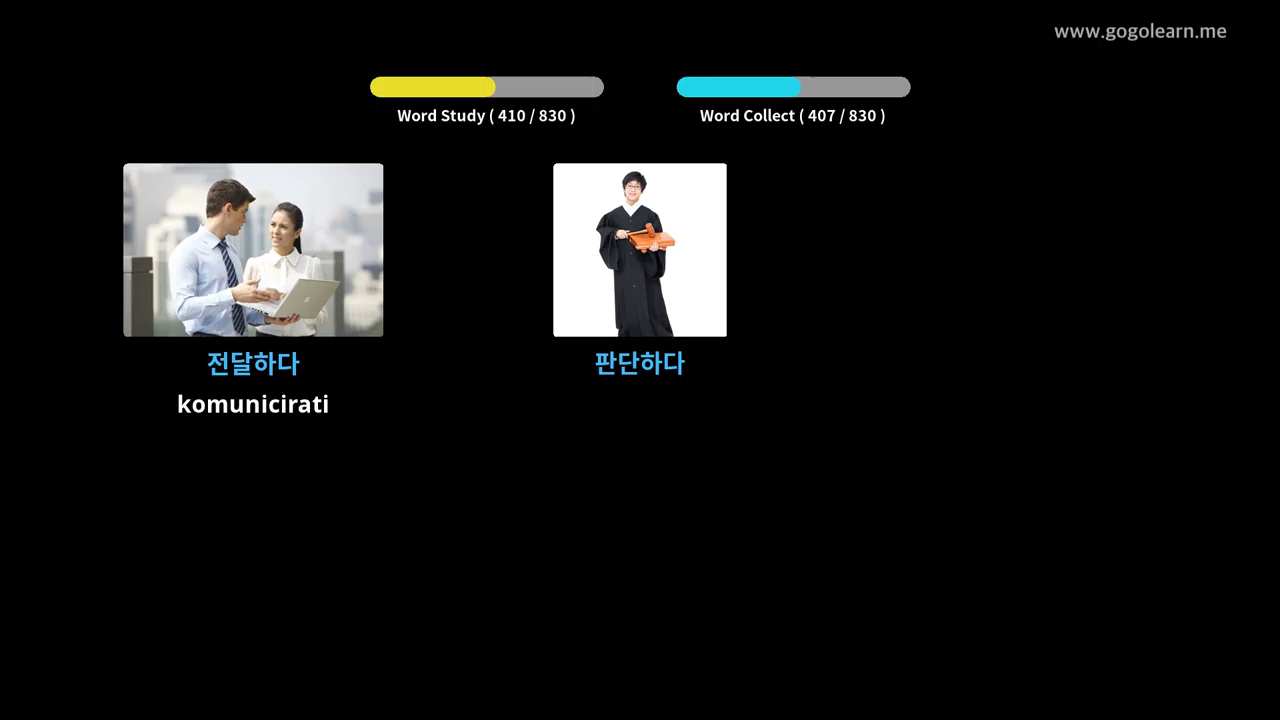 www.gogolearn.me
Word Study ( 410 / 830 )
Word Collect ( 407 / 830 )
전달하다
판단하다
komunicirati